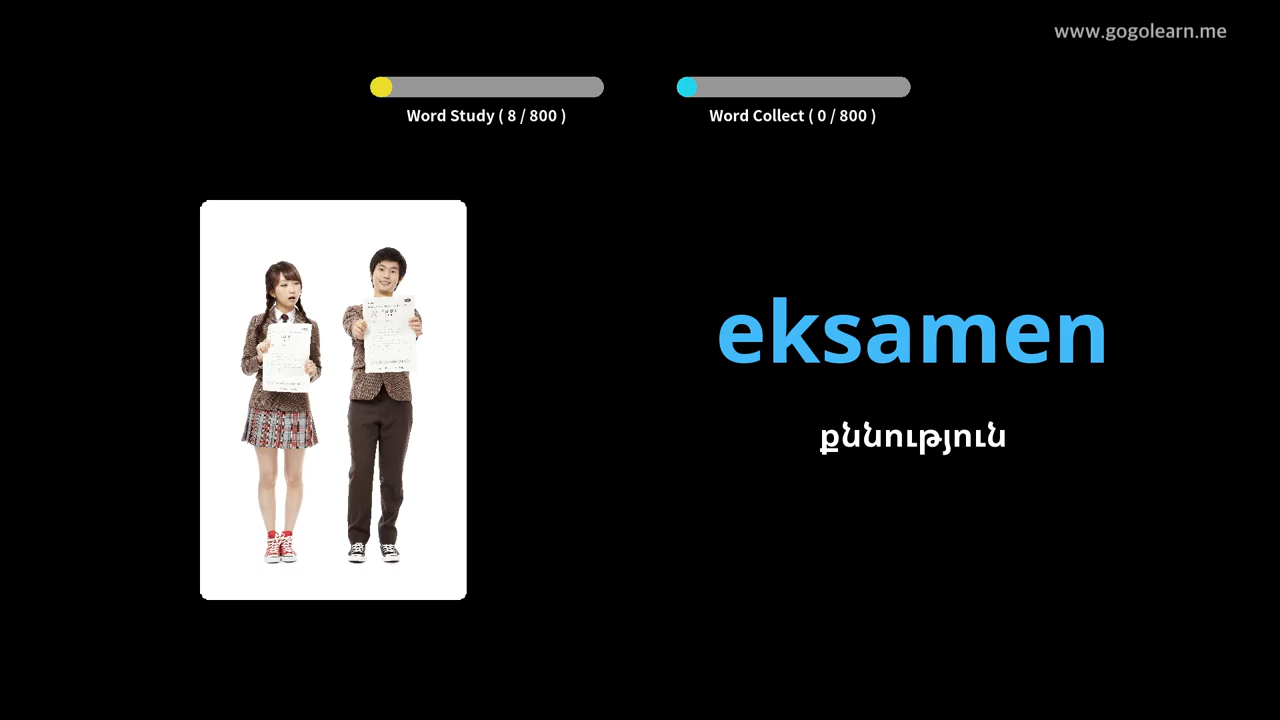 www.gogolearn.me
Word Study ( 8 / 800 )
Word Collect ( 0 / 800 )
eksamen
քննություն